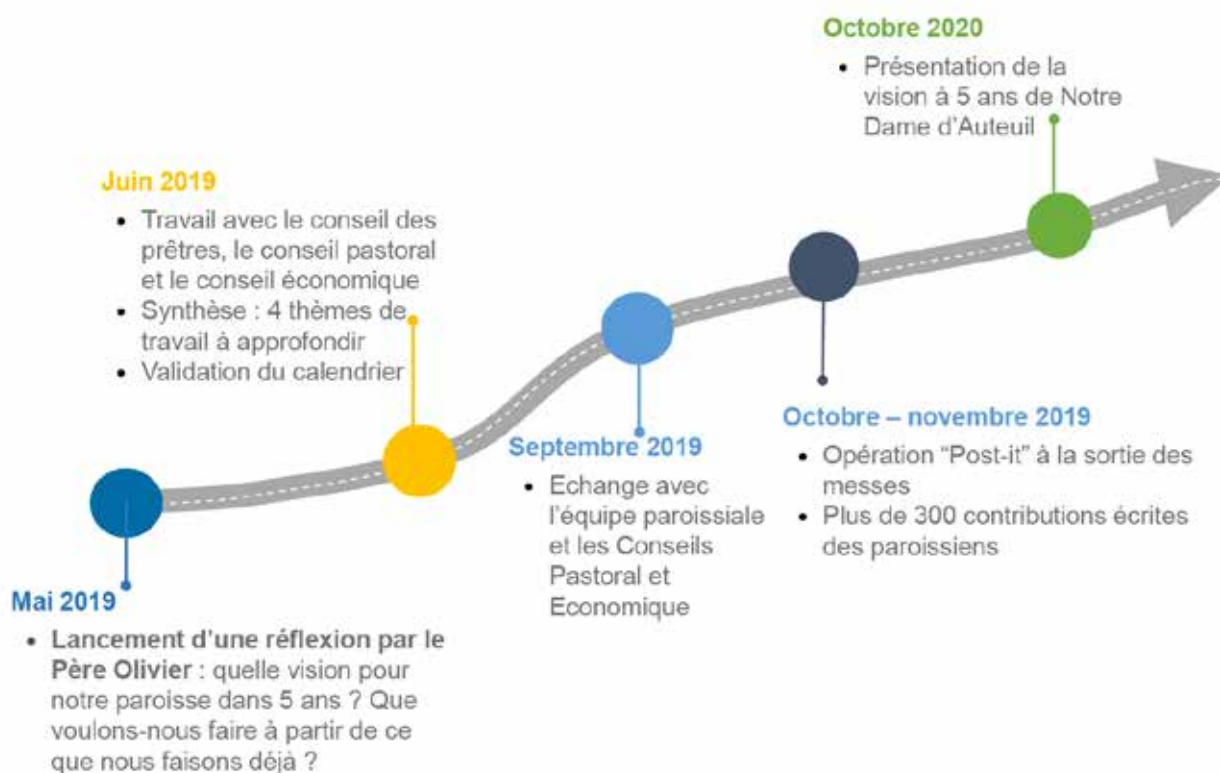 Octobre 2020
• Présentation de la
vision à 5 ans de Notre
Dame d'Auteuil
Juin 2019
• Travail avec le conseil des
prêtres, le conseil pastoral
et le conseil économique
• Synthèse : 4 thèmes de
travail à approfondir
• Validation du calendrier
Septembre 2019
• Echange avec
l'équipe paroissiale
et les Conseils
Pastoral et
Economique
Octobre – novembre 2019
• Opération "Post-it" à la sortie des
messes
• Plus de 300 contributions écrites
des paroissiens
Mai 2019
• Lancement d'une réflexion par le
Père Olivier : quelle vision pour
notre paroisse dans 5 ans ? Que
voulons-nous faire à partir de ce
que nous faisons déjà ?